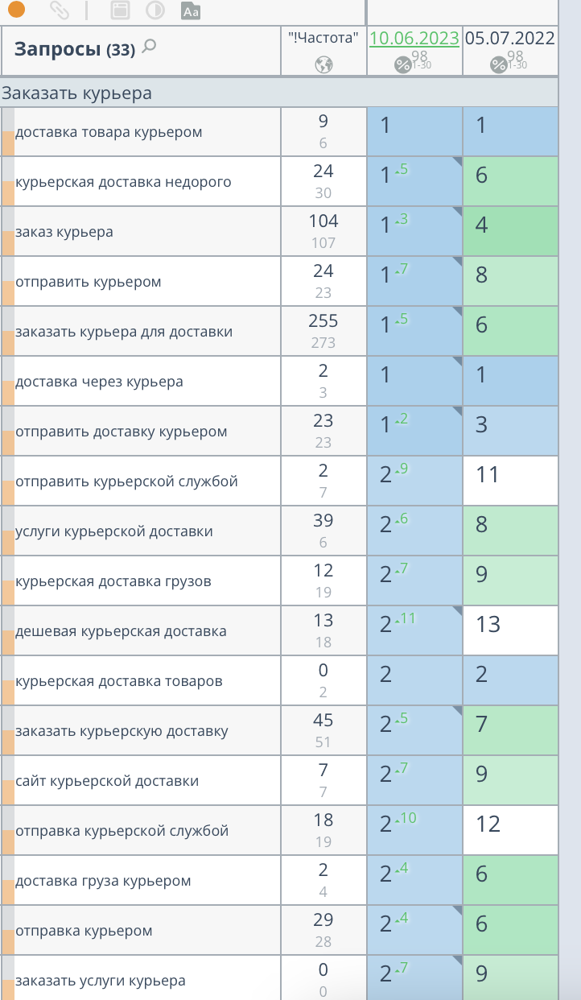 Aa
Запросы (33) "!Частота" 10.06.2023 05.07.2022
% 98 1-30 % 98 1-30
Заказать курьера
доставка товара курьером 9 1 1
6
курьерская доставка недорого 24 1 5 6
30
заказ курьера 104 1 3 4
107
отправить курьером 24 1 7 8
23
заказать курьера для доставки 255 1 5 6
273
доставка через курьера 2 1 1
3
отправить доставку курьером 23 1 2 3
23
отправить курьерской службой 2 2 9 11
7
услуги курьерской доставки 39 2 6 8
6
курьерская доставка грузов 12 2 7 9
19
дешевая курьерская доставка 13 2 11 13
18
курьерская доставка товаров 0 2 2
2
заказать курьерскую доставку 45 2 5 7
51
сайт курьерской доставки 7 2 7 9
7
отправка курьерской службой 18 2 10 12
19
доставка груза курьером 2 2 4 6
4
отправка курьером 29 2 4 6
28
заказать услуги курьера 0 2 7 9
0